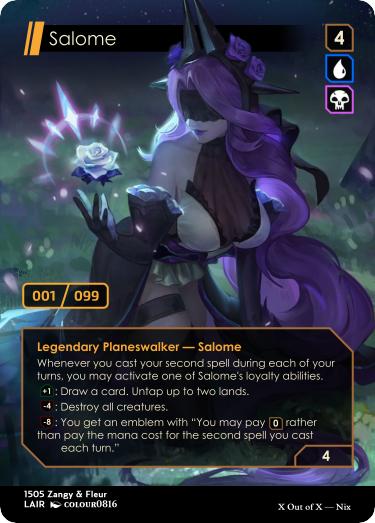 Salome
4
001 / 099
Legendary Planeswalker — Salome
Whenever you cast your second spell during each of your
turns, you may activate one of Salome's loyalty abilities.
+1 : Draw a card. Untap up to two lands.
-4 : Destroy all creatures.
-8 : You get an emblem with “You may pay 0 rather
than pay the mana cost for the second spell you cast
each turn.”
4
1505 Zangy & Fleur
LAIR COLOUR0816
X Out of X — Nix